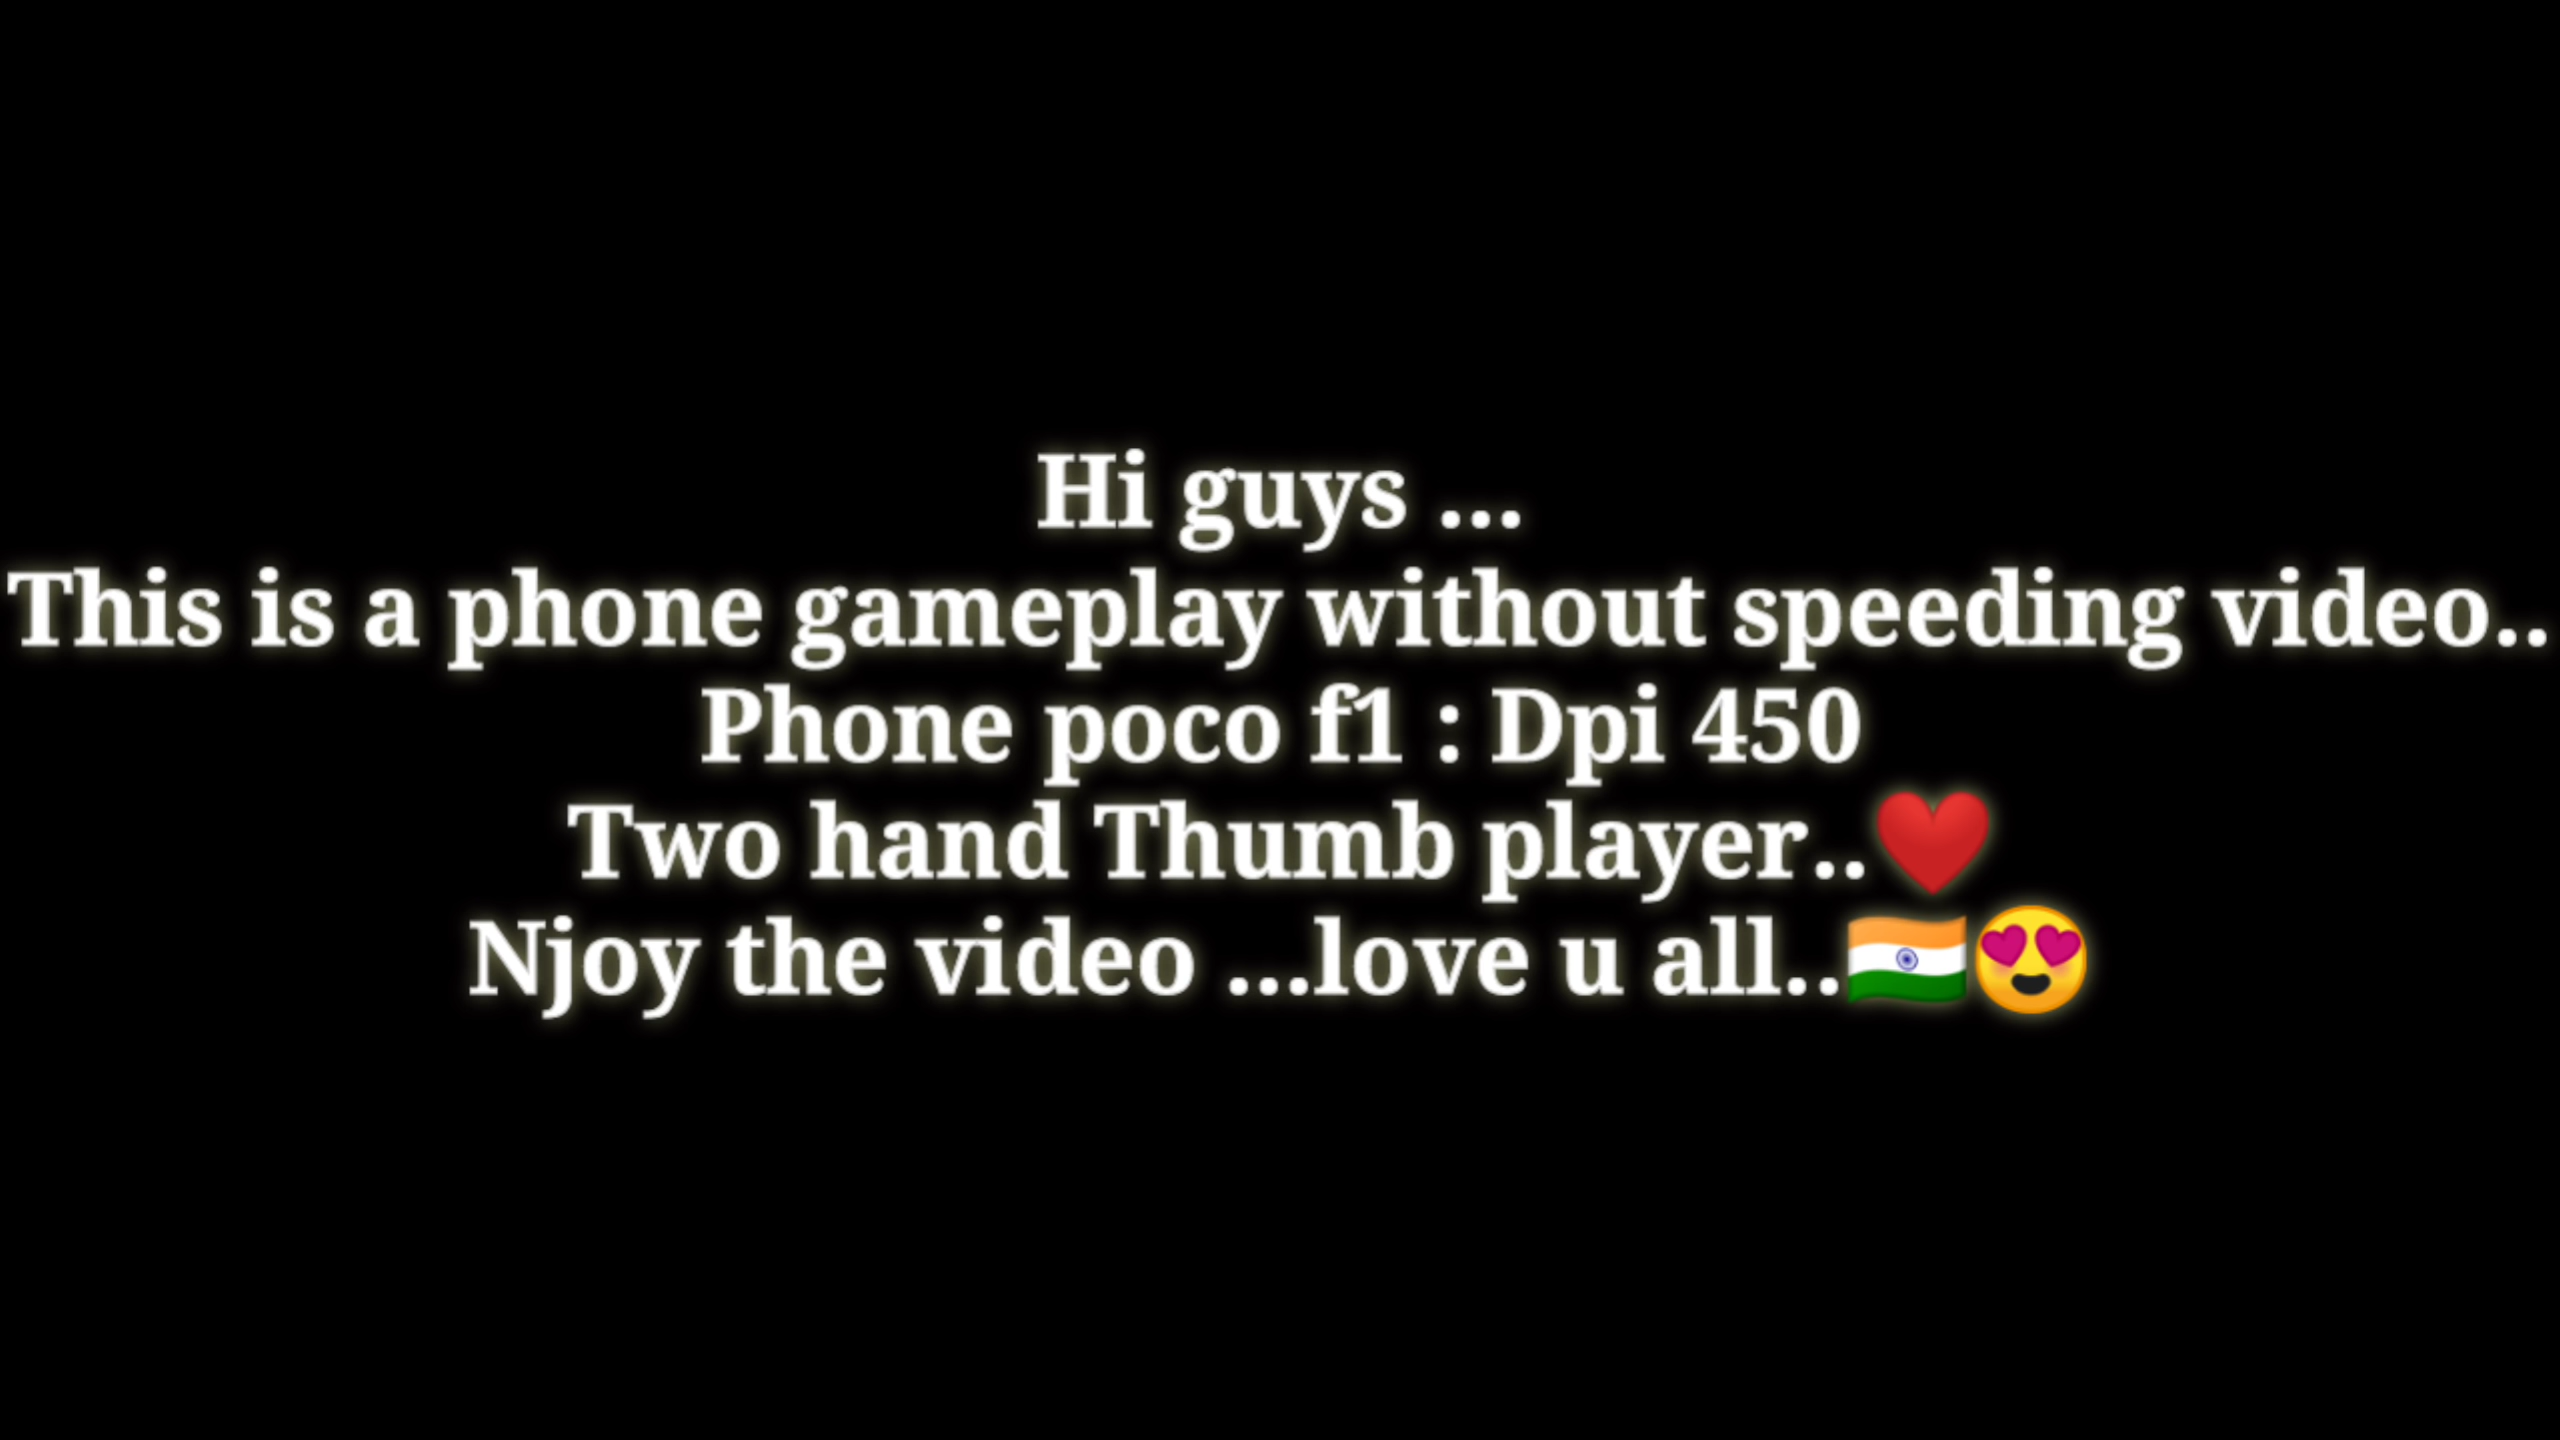 Hi guys ...
This is a phone gameplay without speeding video..
Phone poco f1 : Dpi 450
Two hand Thumb player..❤️
Njoy the video ...love u all..🇮🇳😍